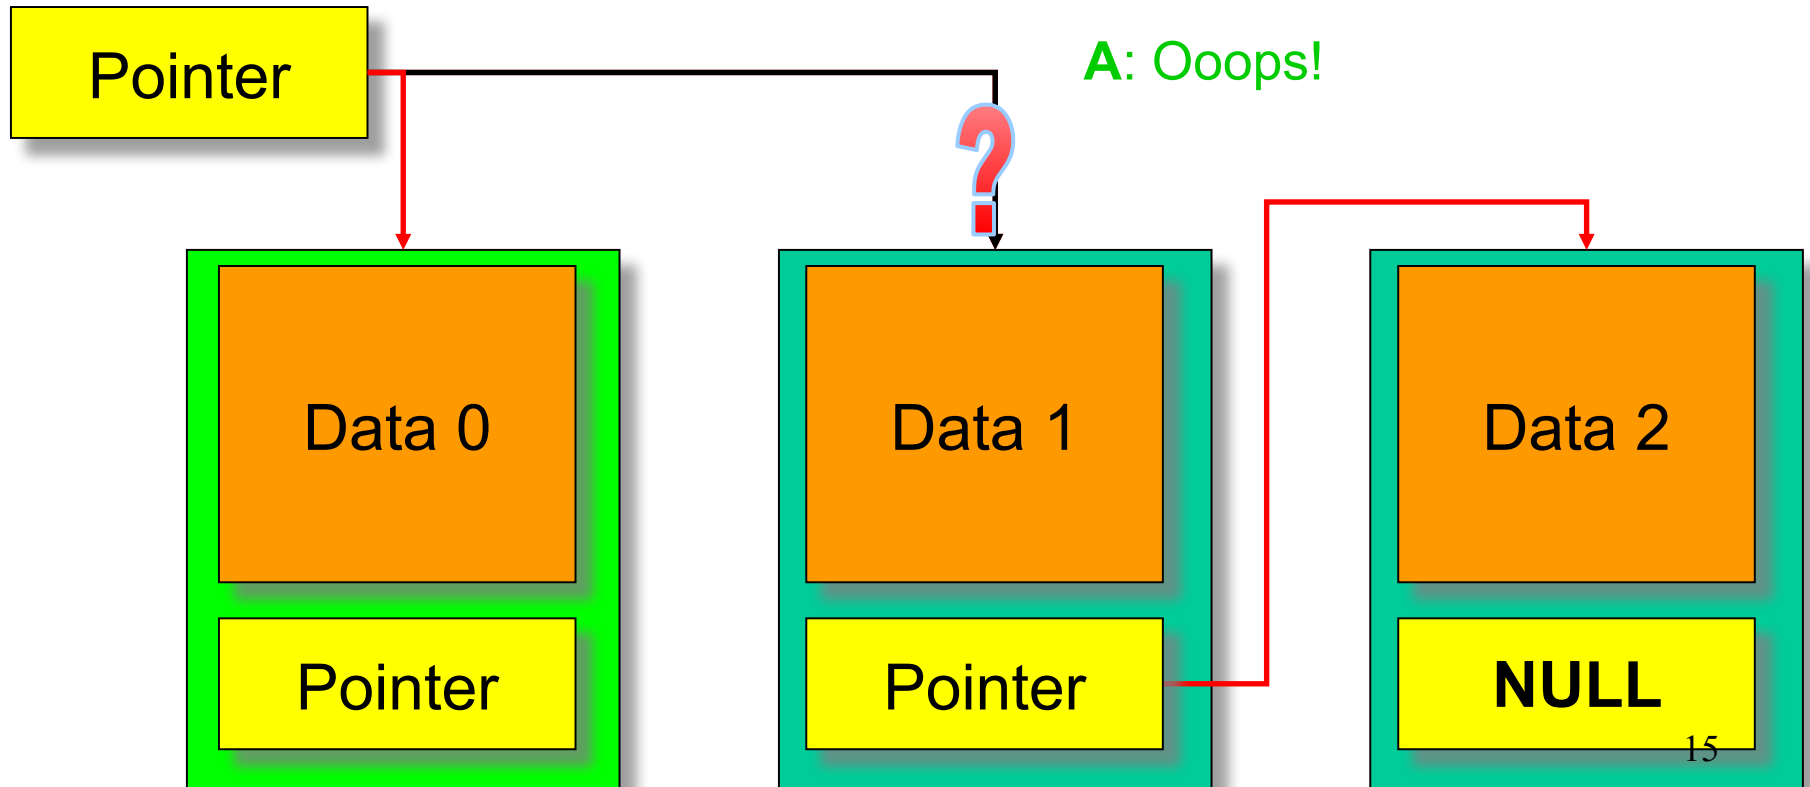 Pointer
A: Ooops!
?
Data 0
Data 1
Data 2
Pointer
Pointer
NULL
15